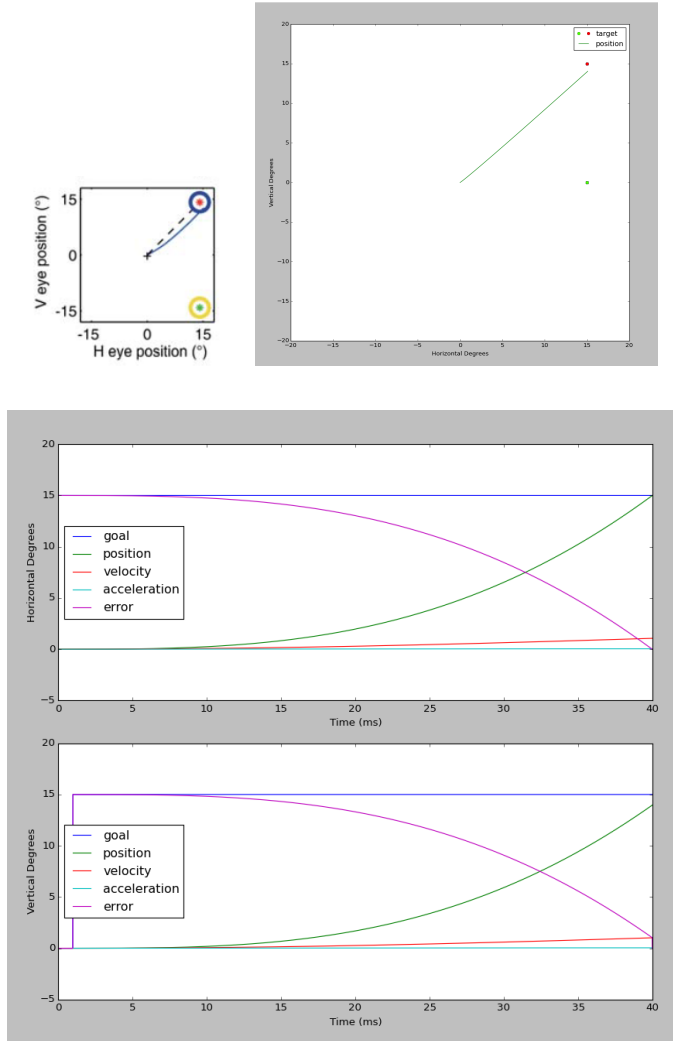 15
0
-15
V eye position (°)
-15
0
15
H eye position (°)
20
15
10
5
0
−5
−10
−15
−20
Vertical Degrees
−20
−15
−10
−5
0
5
10
15
20
Horizontal Degrees
target
position
20
15
10
5
0
−5
Horizontal Degrees
goal
position
velocity
acceleration
error
0
5
10
15
20
25
30
35
40
Time (ms)
20
15
10
5
0
−5
Vertical Degrees
goal
position
velocity
acceleration
error
0
5
10
15
20
25
30
35
40
Time (ms)